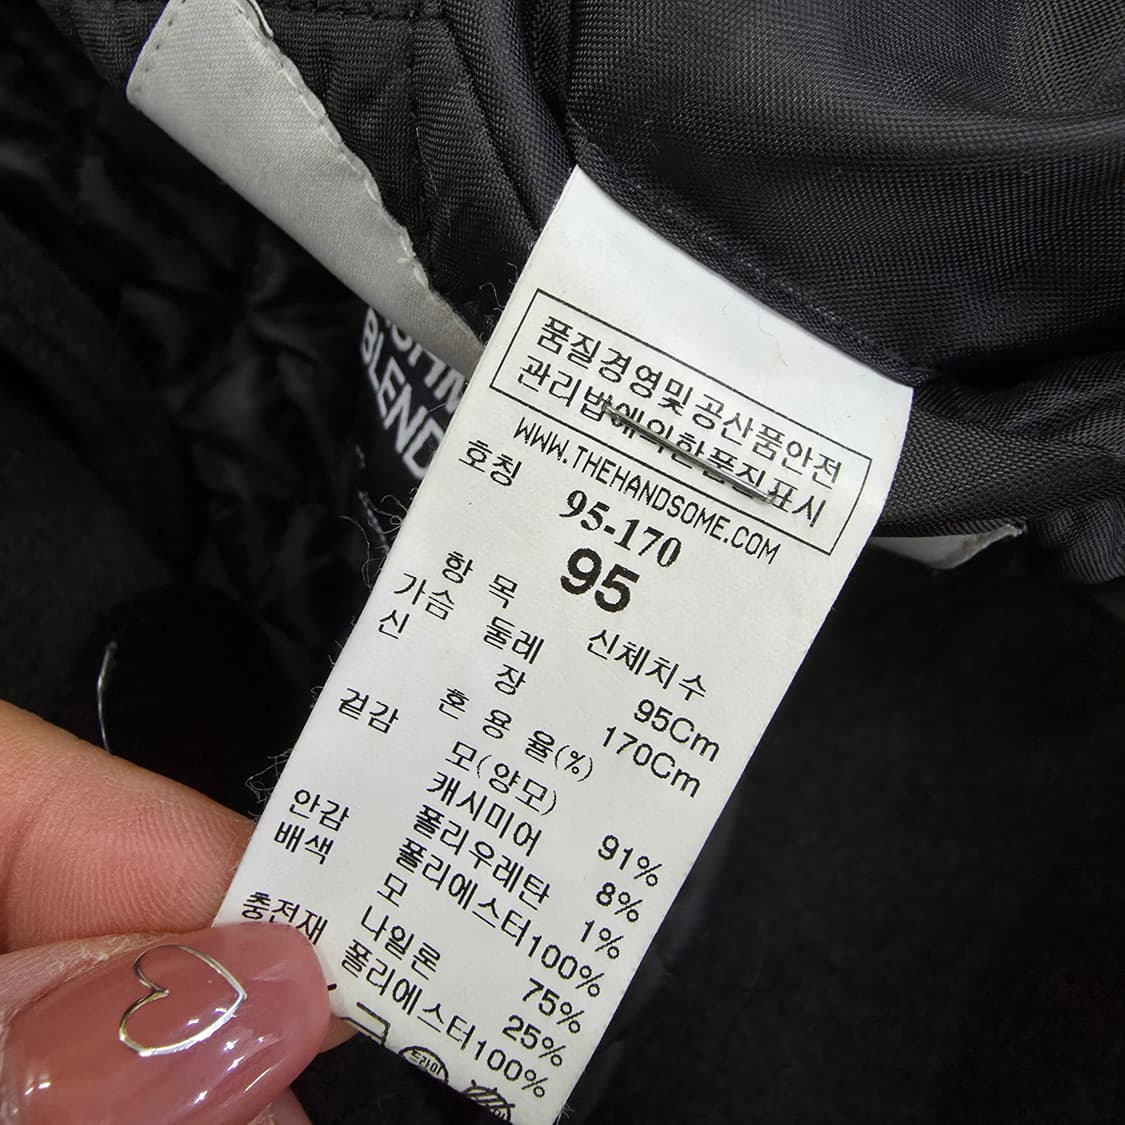 품질경영및공산품안전
관리법에의한품질표시
WWW.THEHANDSOME.COM
호칭 95-170
95
항 목 신체치수
가슴 둘레 95Cm
신 장 170Cm
혼 용 율(%)
겉감 모(양모) 91%
캐시미어 8%
폴리우레탄 1%
안감 폴리에스터100%
배색 모 75%
나일론 25%
충전재 폴리에스터100%
드라이
BLEND